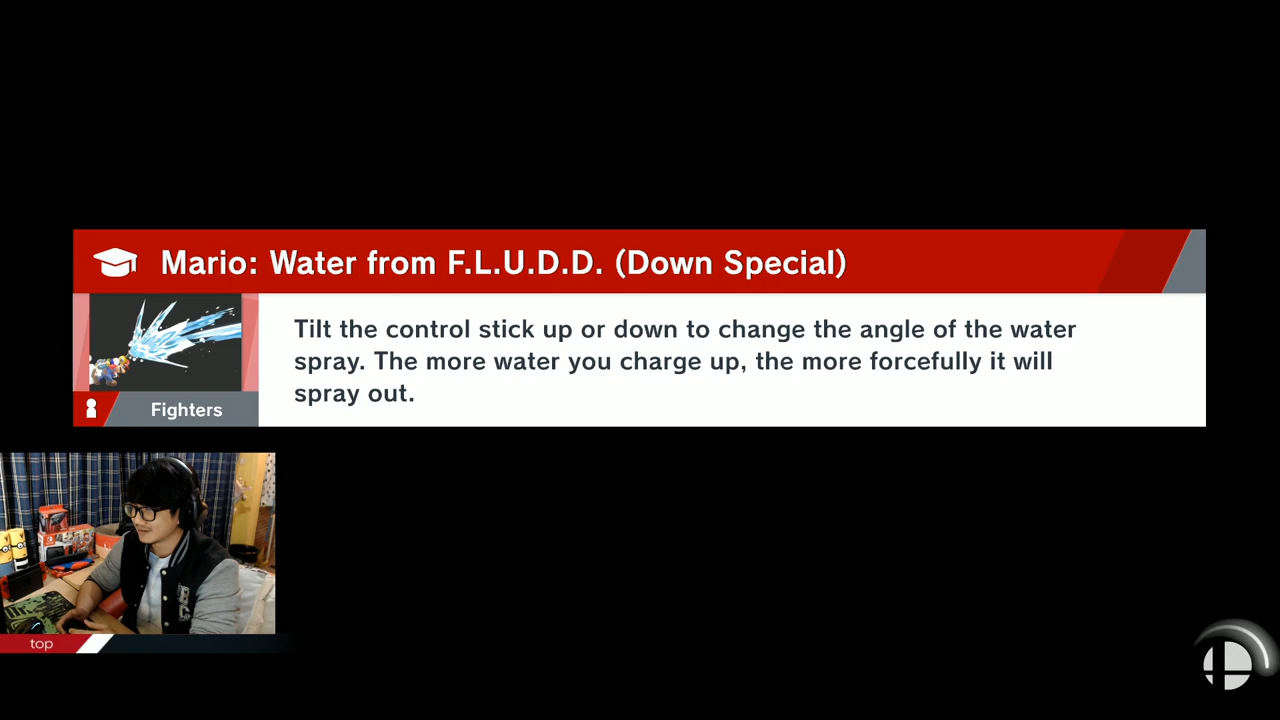 Mario: Water from F.L.U.D.D. (Down Special)
Tilt the control stick up or down to change the angle of the water
spray. The more water you charge up, the more forcefully it will
spray out.
Fighters
top